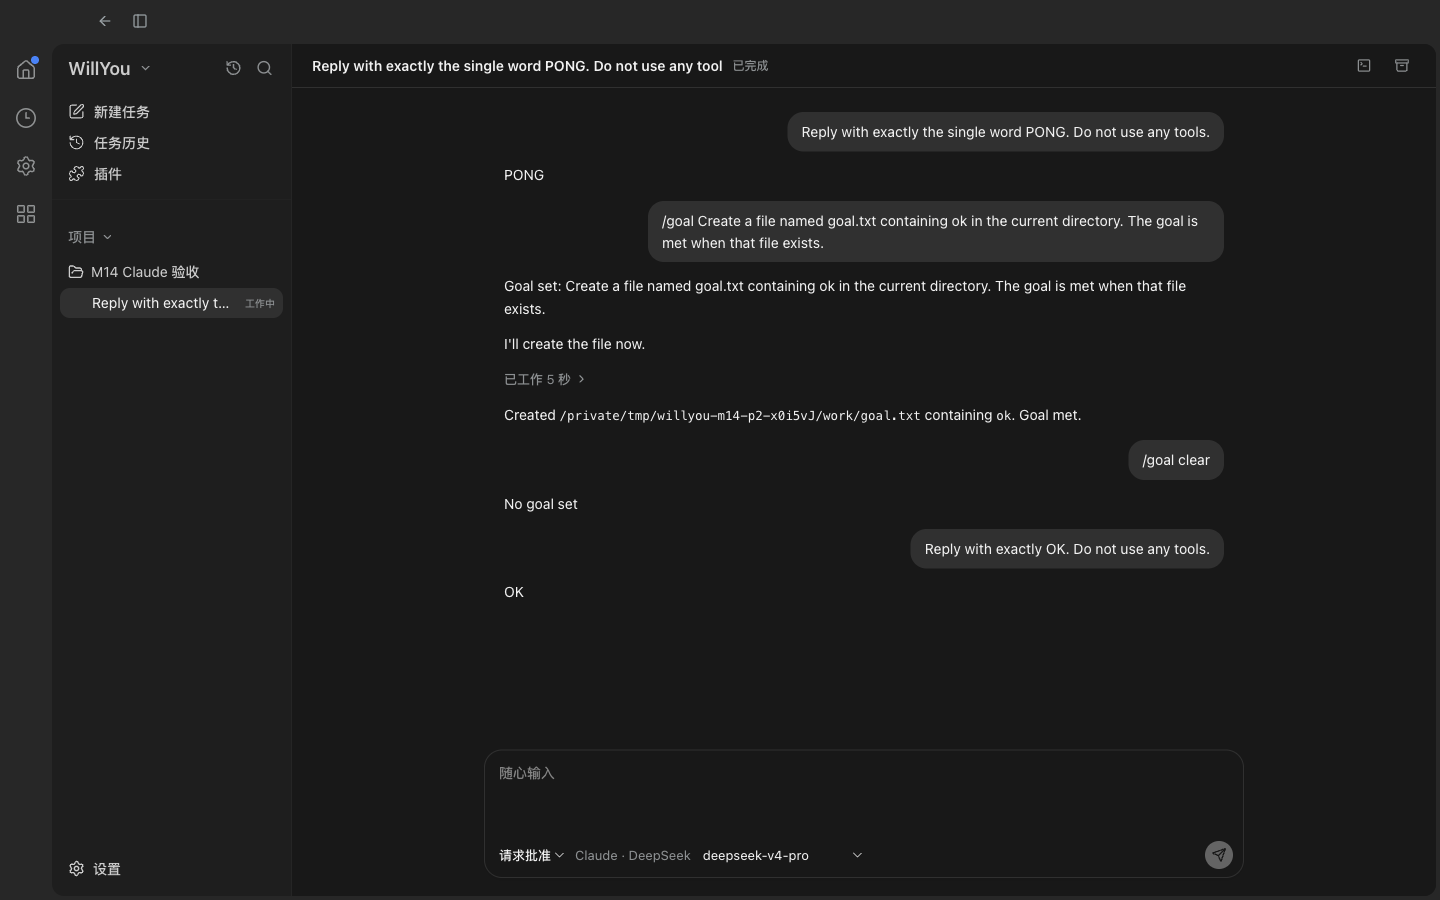 WillYou
新建任务
任务历史
插件
项目
M14 Claude 验收
Reply with exactly t... 工作中
设置
Reply with exactly the single word PONG. Do not use any tool 已完成
Reply with exactly the single word PONG. Do not use any tools.
PONG
/goal Create a file named goal.txt containing ok in the current directory. The goal is
met when that file exists.
Goal set: Create a file named goal.txt containing ok in the current directory. The goal is met when that file
exists.
I'll create the file now.
已工作 5 秒
Created /private/tmp/willyou-m14-p2-x0i5vJ/work/goal.txt containing ok. Goal met.
/goal clear
No goal set
Reply with exactly OK. Do not use any tools.
OK
随心输入
请求批准 Claude · DeepSeek deepseek-v4-pro